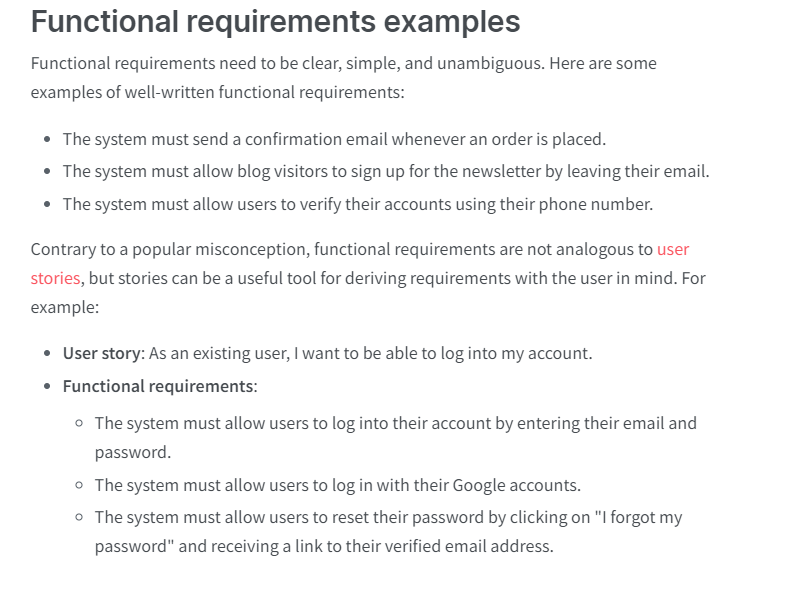 Functional requirements examples
Functional requirements need to be clear, simple, and unambiguous. Here are some
examples of well-written functional requirements:
The system must send a confirmation email whenever an order is placed.
The system must allow blog visitors to sign up for the newsletter by leaving their email.
The system must allow users to verify their accounts using their phone number.
Contrary to a popular misconception, functional requirements are not analogous to user
stories, but stories can be a useful tool for deriving requirements with the user in mind. For
example:
User story: As an existing user, I want to be able to log into my account.
Functional requirements:
The system must allow users to log into their account by entering their email and
password.
The system must allow users to log in with their Google accounts.
The system must allow users to reset their password by clicking on "I forgot my
password" and receiving a link to their verified email address.